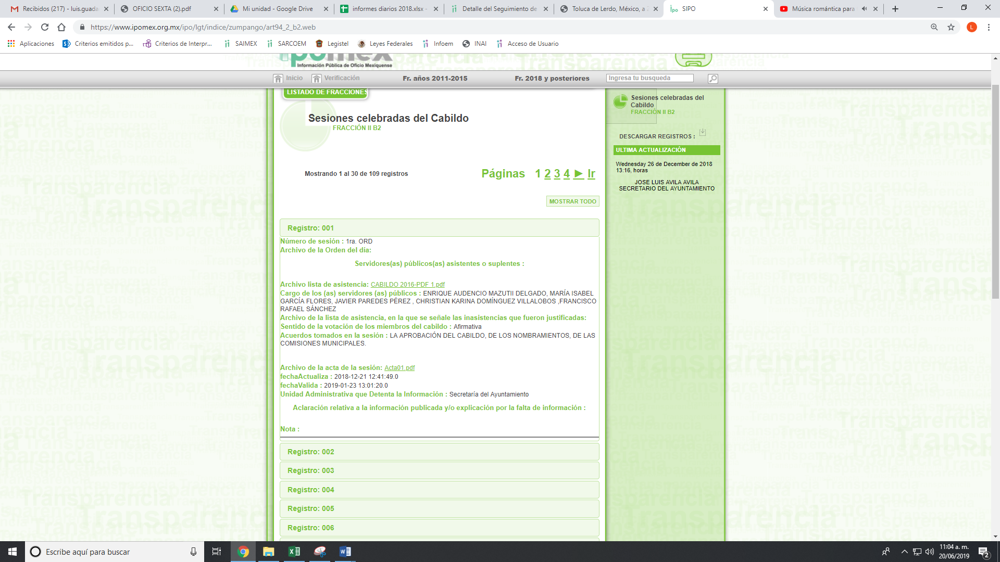 Recibidos (217) - luis.guada
OFICIO SEXTA (2).pdf
Mi unidad - Google Drive
informes diarios 2018.xlsx -
Detalle del Seguimiento de
Toluca de Lerdo, México, a
SIPO
Música romántica para
https://www.ipomex.org.mx/ipo/lgt/indice/zumpango/art94_2_b2.web
L
Aplicaciones
Criterios emitidos p...
Criterios de Interpr...
SAIMEX
SARCOEM
Legistel
Leyes Federales
Infoem
INAI
Acceso de Usuario
ipomex
Información Pública de Oficio Mexiquense
Transparencia
Inicio
Verificación
Fr. años 2011-2015
Fr. 2018 y posteriores
Ingresa tu busqueda
LISTADO DE FRACCIONES
Sesiones celebradas del Cabildo
FRACCIÓN II B2
Mostrando 1 al 30 de 109 registros
Páginas 1 2 3 4 ► Ir
MOSTRAR TODO
Registro: 001
Número de sesión : 1ra. ORD
Archivo de la Orden del día:
Servidores(as) públicos(as) asistentes o suplentes :
Archivo lista de asistencia: CABILDO 2016-PDF 1.pdf
Cargo de los (as) servidores (as) públicos : ENRIQUE AUDENCIO MAZUTII DELGADO, MARÍA ISABEL
GARCÍA FLORES, JAVIER PAREDES PÉREZ , CHRISTIAN KARINA DOMÍNGUEZ VILLALOBOS ,FRANCISCO
RAFAEL SÁNCHEZ
Archivo de la lista de asistencia, en la que se señale las inasistencias que fueron justificadas:
Sentido de la votación de los miembros del cabildo : Afirmativa
Acuerdos tomados en la sesión : LA APROBACIÓN DEL CABILDO, DE LOS NOMBRAMIENTOS, DE LAS
COMISIONES MUNICIPALES.
Archivo de la acta de la sesión: Acta01.pdf
fechaActualiza : 2018-12-21 12:41:49.0
fechaValida : 2019-01-23 13:01:20.0
Unidad Administrativa que Detenta la Información : Secretaría del Ayuntamiento
Aclaración relativa a la información publicada y/o explicación por la falta de información :
Nota :
Registro: 002
Registro: 003
Registro: 004
Registro: 005
Registro: 006
Sesiones celebradas del
Cabildo
FRACCIÓN II B2
DESCARGAR REGISTROS :
ULTIMA ACTUALIZACIÓN
Wednesday 26 de December de 2018
13:16, horas
JOSE LUIS AVILA AVILA
SECRETARIO DEL AYUNTAMIENTO
Escribe aquí para buscar
11:04 a. m.
20/06/2019
2